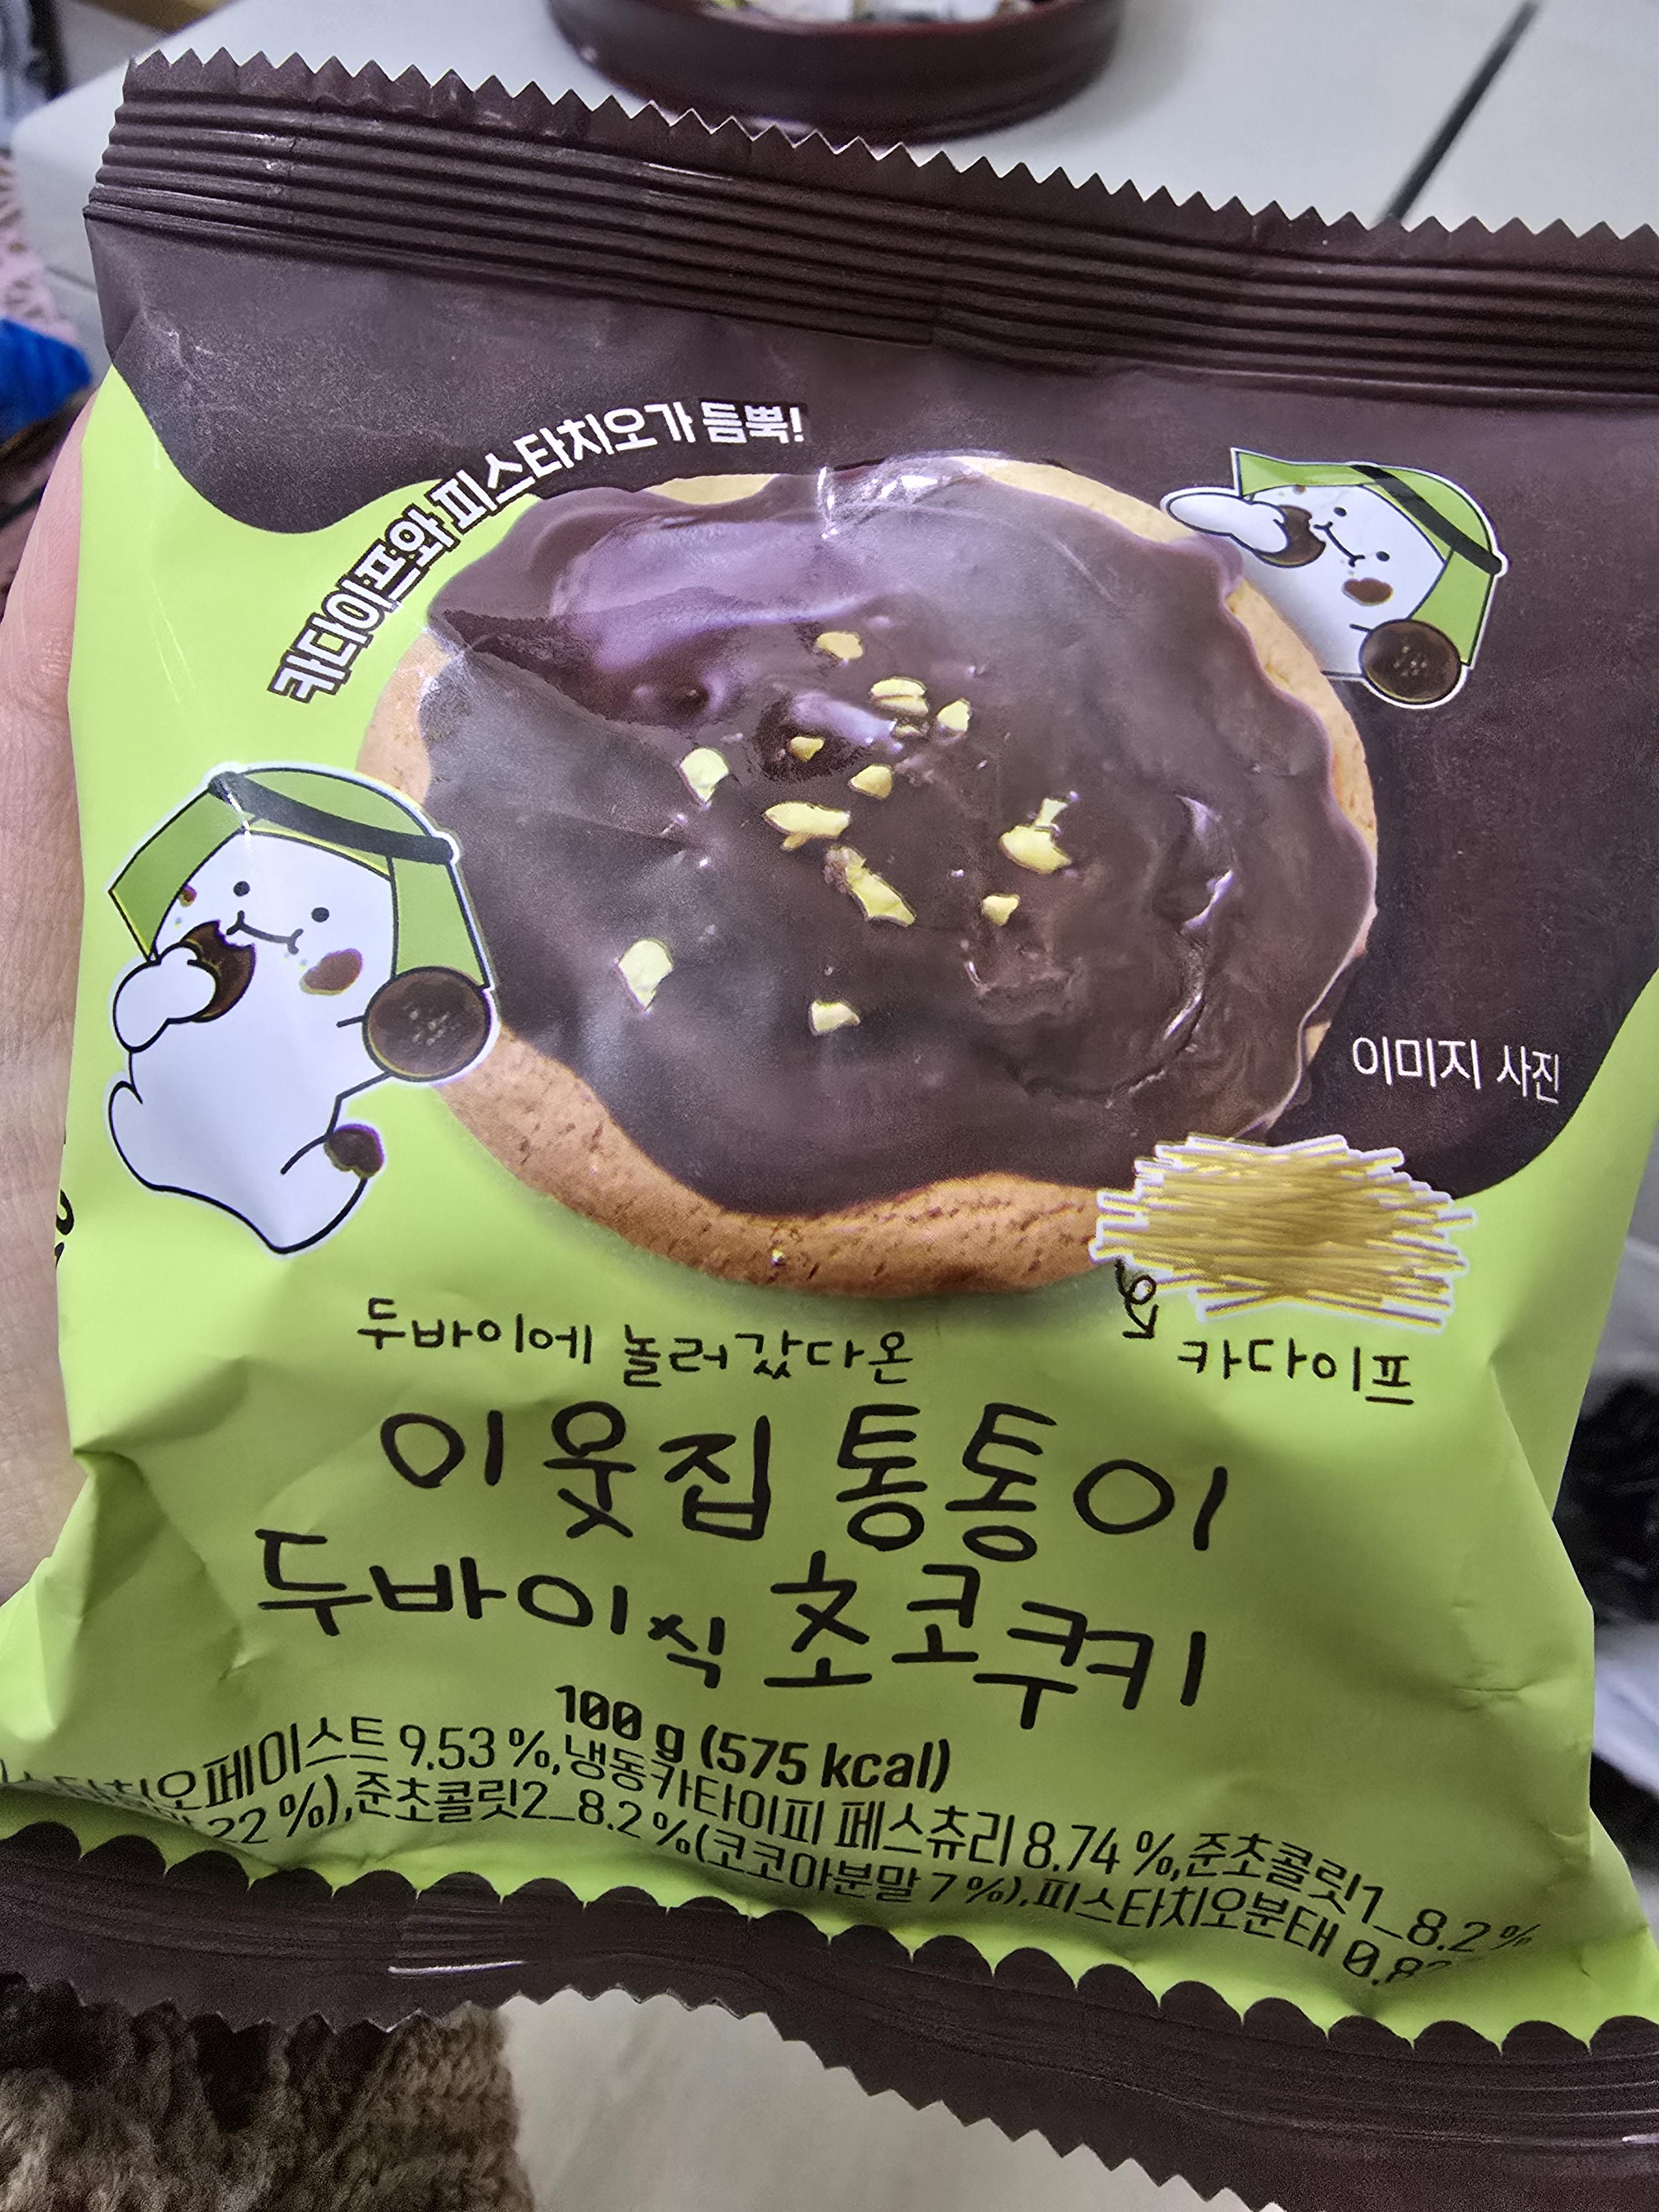 카다이프와 피스타치오가 듬뿍!
이미지 사진
카다이프
두바이에 놀러갔다온
이웃집 통통이
두바이식 초코쿠키
100 g (575 kcal)
오페이스트 9.53 %, 냉동카타이피 페스츄리 8.74 %, 준초콜릿1_8.2 %
22 %), 준초콜릿2_8.2 %(코코아분말 7 %), 피스타치오분태